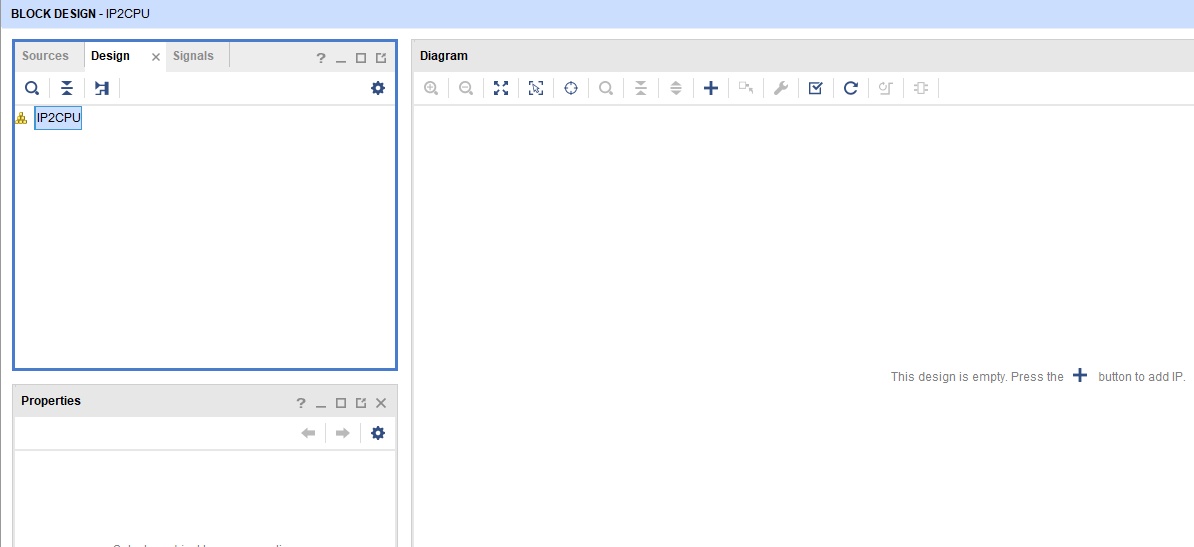 BLOCK DESIGN - IP2CPU
Sources Design Signals
IP2CPU
Properties
Diagram
This design is empty. Press the button to add IP.